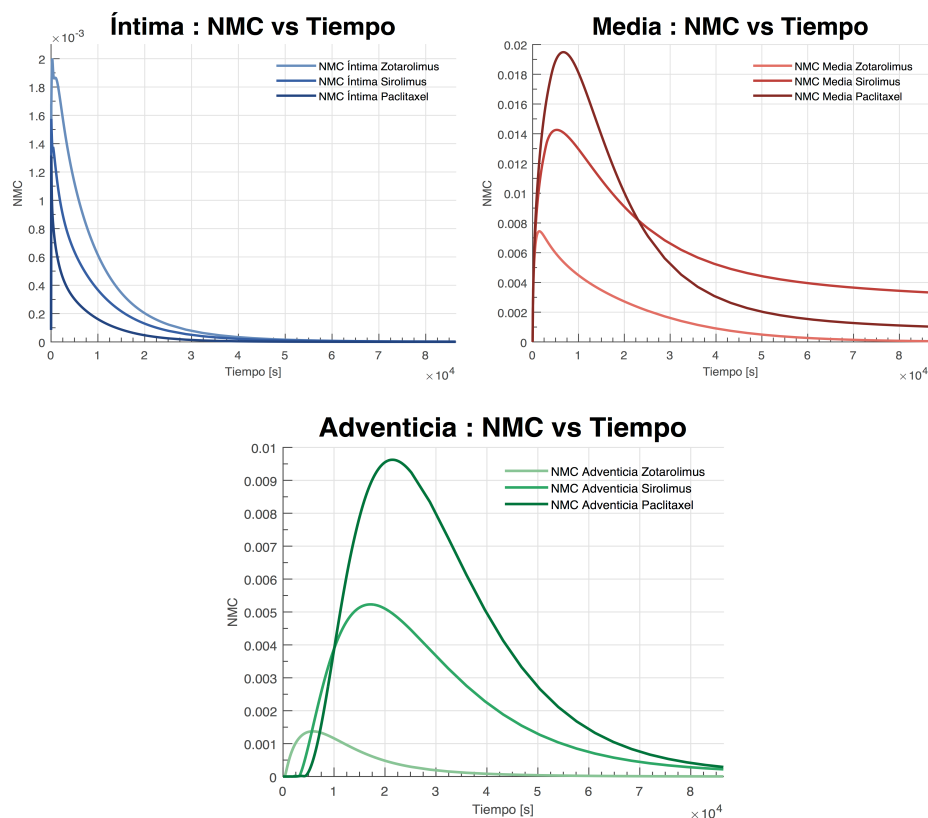 Íntima : NMC vs Tiempo
×10^-3
2
1.8
1.6
1.4
1.2
1
0.8
0.6
0.4
0.2
0
NMC
NMC Íntima Zotarolimus
NMC Íntima Sirolimus
NMC Íntima Paclitaxel
0 1 2 3 4 5 6 7 8
Tiempo [s]
×10^4
Media : NMC vs Tiempo
0.02
0.018
0.016
0.014
0.012
0.01
0.008
0.006
0.004
0.002
0
NMC
NMC Media Zotarolimus
NMC Media Sirolimus
NMC Media Paclitaxel
0 1 2 3 4 5 6 7 8
Tiempo [s]
×10^4
Adventicia : NMC vs Tiempo
0.01
0.009
0.008
0.007
0.006
0.005
0.004
0.003
0.002
0.001
0
NMC
NMC Adventicia Zotarolimus
NMC Adventicia Sirolimus
NMC Adventicia Paclitaxel
0 1 2 3 4 5 6 7 8
Tiempo [s]
×10^4